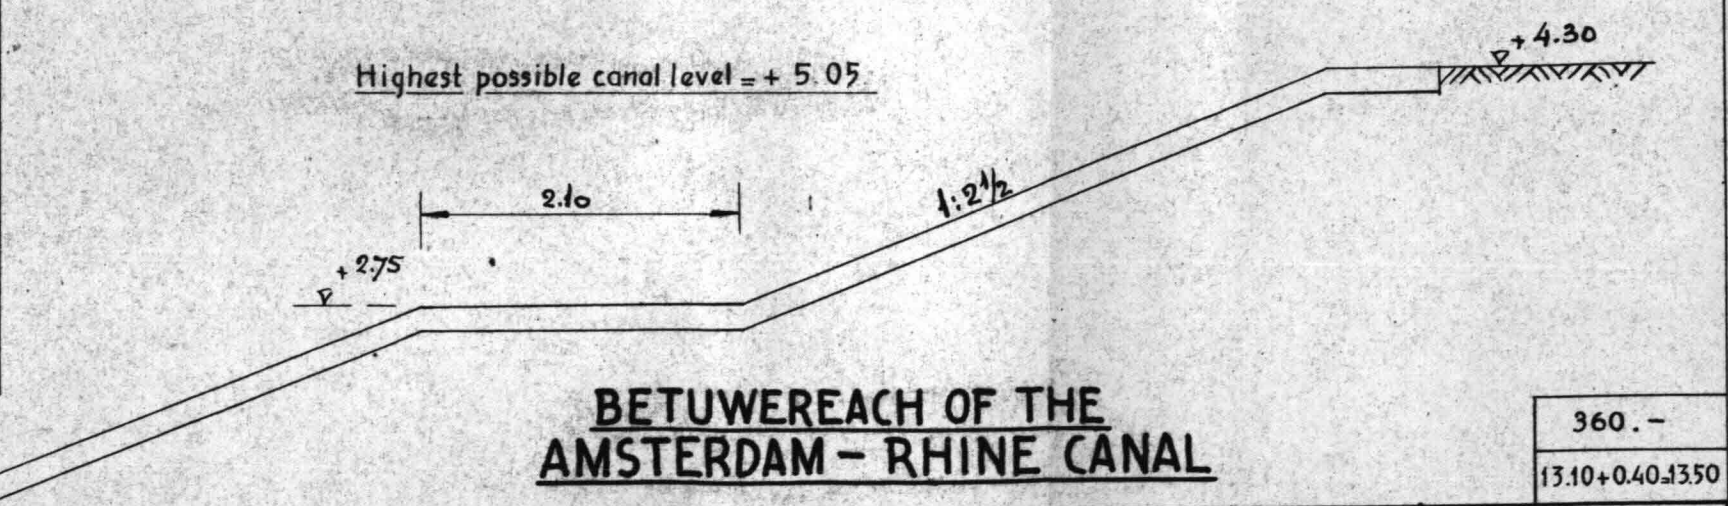 + 4.30
Highest possible canal level = + 5.05
1:2½
2.10
+ 2.75
BETUWEREACH OF THE
AMSTERDAM – RHINE CANAL
360.-
13.10+0.40=13.50